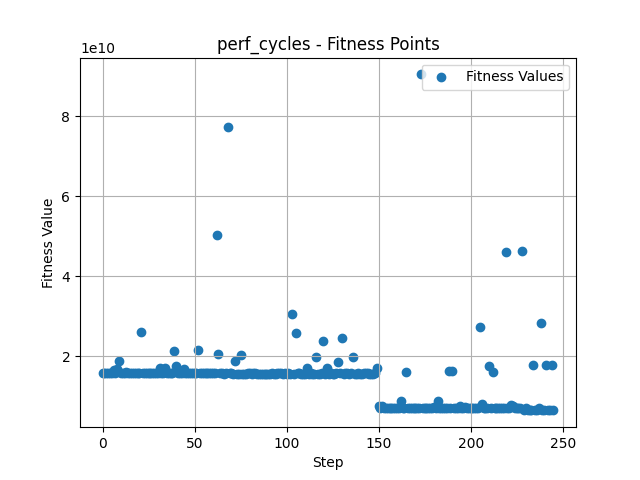 perf_cycles - Fitness Points
1e10
Fitness Values
8
6
4
2
Fitness Value
0 50 100 150 200 250
Step